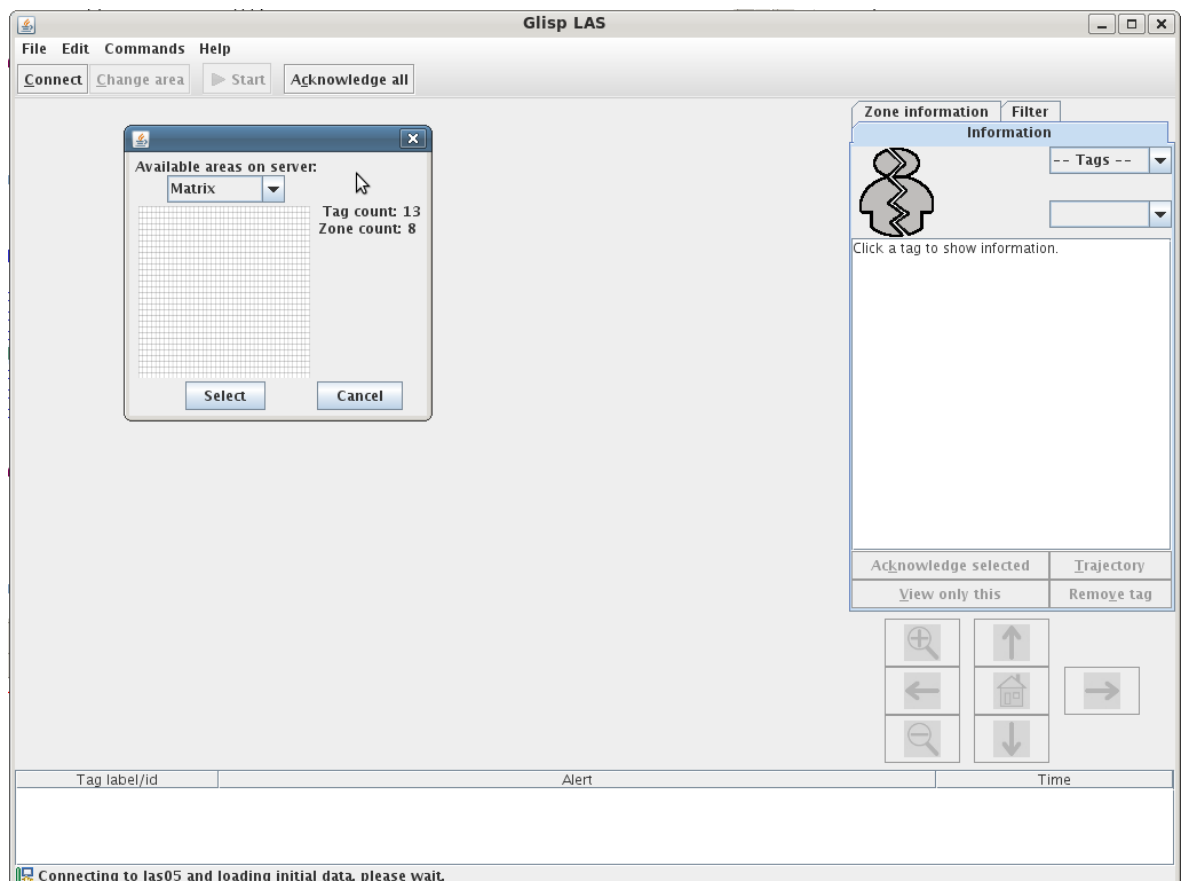 Glisp LAS
File Edit Commands Help
Connect Change area Start Acknowledge all
Zone information Filter
Information
-- Tags --
Click a tag to show information.
Available areas on server:
Matrix
Tag count: 13
Zone count: 8
Select Cancel
Acknowledge selected Trajectory
View only this Remove tag
Tag label/id Alert Time
Connecting to las05 and loading initial data, please wait.